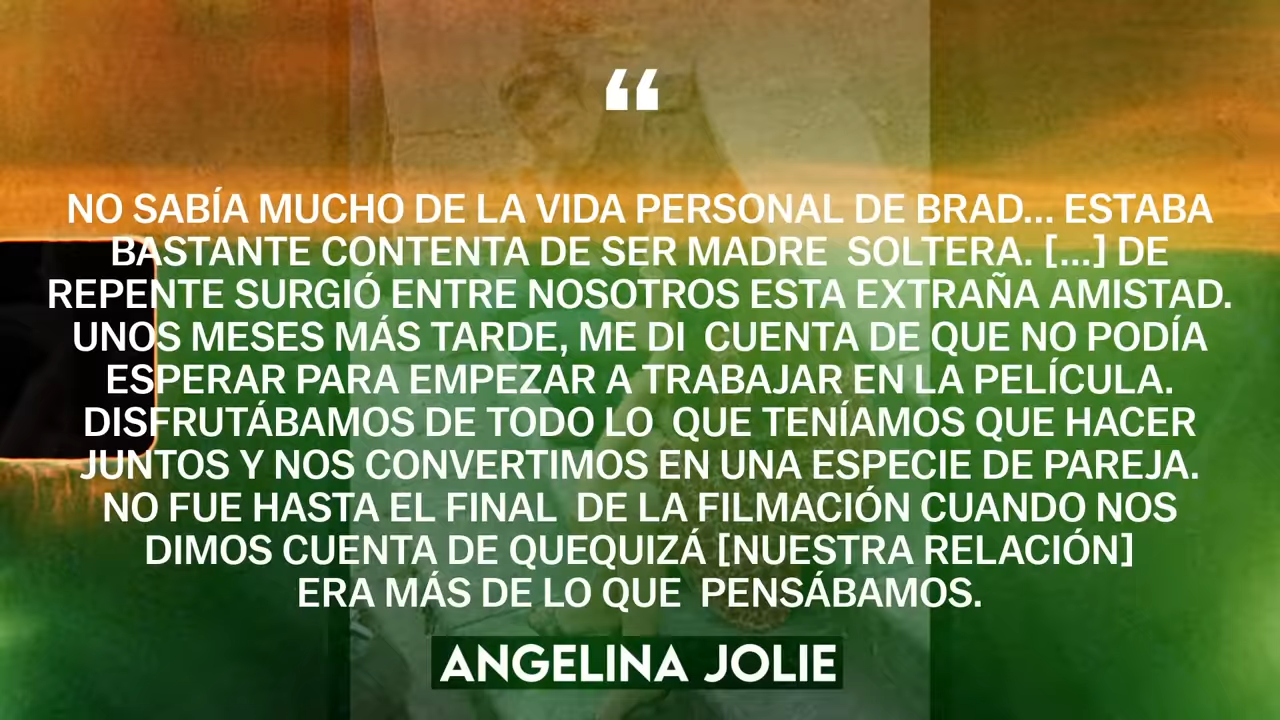 “
NO SABÍA MUCHO DE LA VIDA PERSONAL DE BRAD... ESTABA
BASTANTE CONTENTA DE SER MADRE SOLTERA. [...] DE
REPENTE SURGIÓ ENTRE NOSOTROS ESTA EXTRAÑA AMISTAD.
UNOS MESES MÁS TARDE, ME DI CUENTA DE QUE NO PODÍA
ESPERAR PARA EMPEZAR A TRABAJAR EN LA PELÍCULA.
DISFRUTÁBAMOS DE TODO LO QUE TENÍAMOS QUE HACER
JUNTOS Y NOS CONVERTIMOS EN UNA ESPECIE DE PAREJA.
NO FUE HASTA EL FINAL DE LA FILMACIÓN CUANDO NOS
DIMOS CUENTA DE QUEQUIZÁ [NUESTRA RELACIÓN]
ERA MÁS DE LO QUE PENSÁBAMOS.
ANGELINA JOLIE